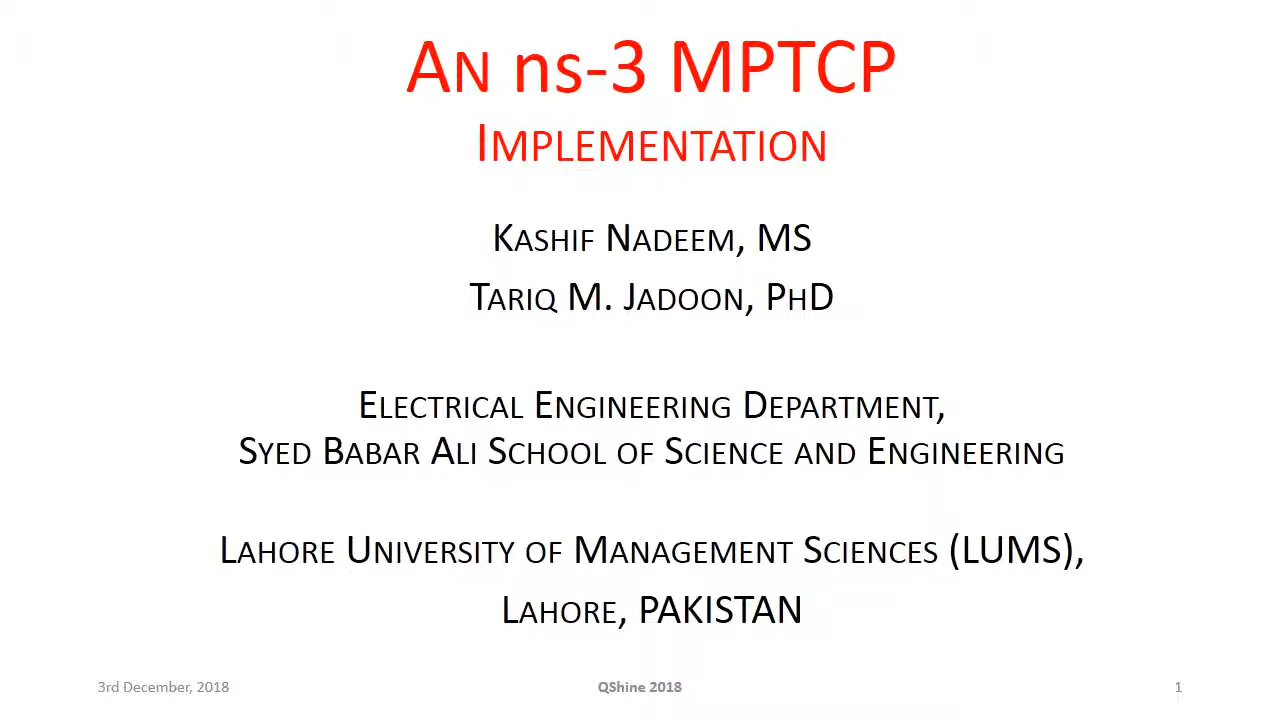 AN ns-3 MPTCP
IMPLEMENTATION
KASHIF NADEEM, MS
TARIQ M. JADOON, PHD
ELECTRICAL ENGINEERING DEPARTMENT,
SYED BABAR ALI SCHOOL OF SCIENCE AND ENGINEERING
LAHORE UNIVERSITY OF MANAGEMENT SCIENCES (LUMS),
LAHORE, PAKISTAN
3rd December, 2018 QShine 2018 1